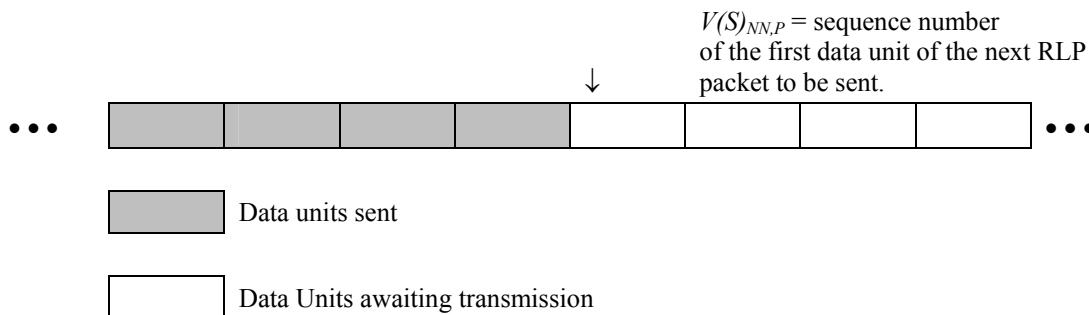 V(S)NN,P = sequence number
of the first data unit of the next RLP
packet to be sent.
↓
•••
•••
Data units sent
Data Units awaiting transmission